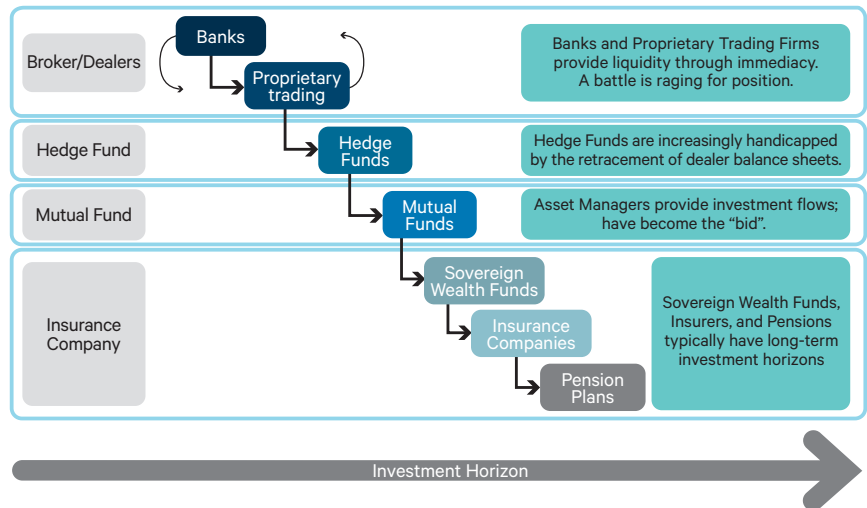 Broker/Dealers
Banks
Proprietary
trading
Banks and Proprietary Trading Firms
provide liquidity through immediacy.
A battle is raging for position.
Hedge Fund
Hedge
Funds
Hedge Funds are increasingly handicapped
by the retracement of dealer balance sheets.
Mutual Fund
Mutual
Funds
Asset Managers provide investment flows;
have become the “bid”.
Insurance
Company
Sovereign
Wealth Funds
Insurance
Companies
Pension
Plans
Sovereign Wealth Funds,
Insurers, and Pensions
typically have long-term
investment horizons
Investment Horizon